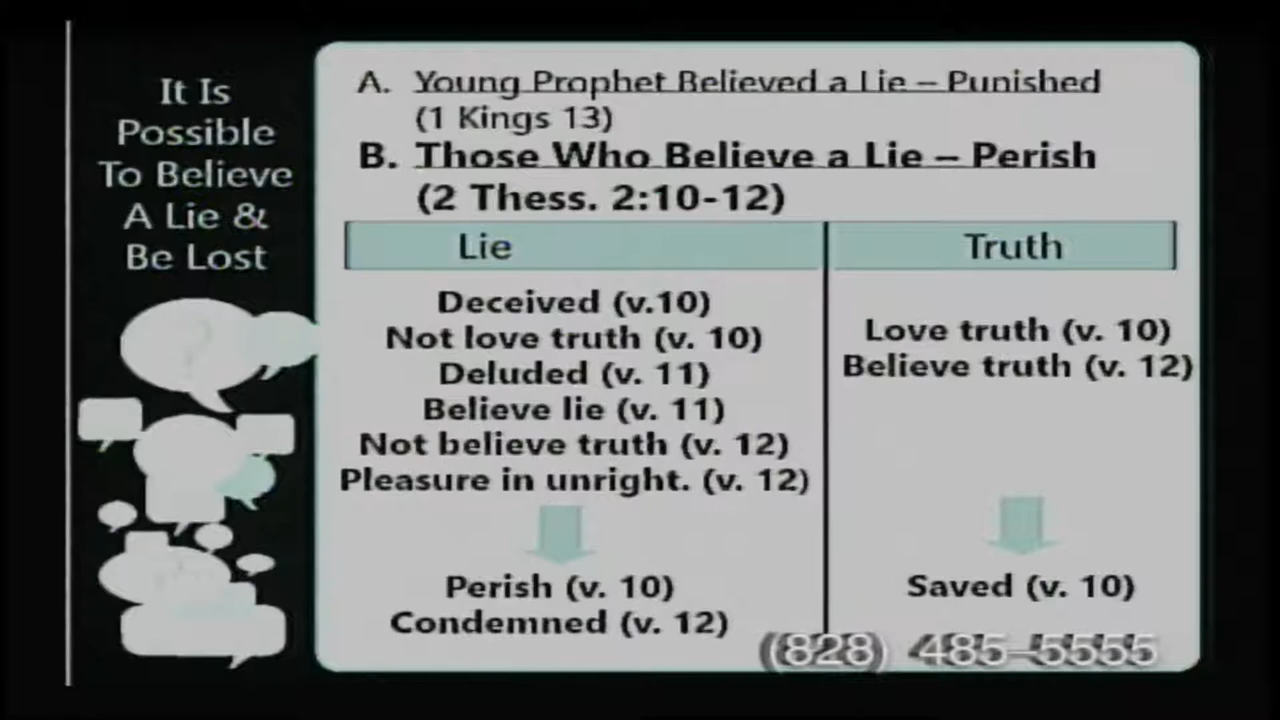 It Is
Possible
To Believe
A Lie &
Be Lost
A. Young Prophet Believed a Lie – Punished
(1 Kings 13)
B. Those Who Believe a Lie – Perish
(2 Thess. 2:10-12)
Lie
Truth
Deceived (v.10)
Not love truth (v. 10)
Deluded (v. 11)
Believe lie (v. 11)
Not believe truth (v. 12)
Pleasure in unright. (v. 12)
Love truth (v. 10)
Believe truth (v. 12)
Perish (v. 10)
Condemned (v. 12)
Saved (v. 10)
(828) 485-5555